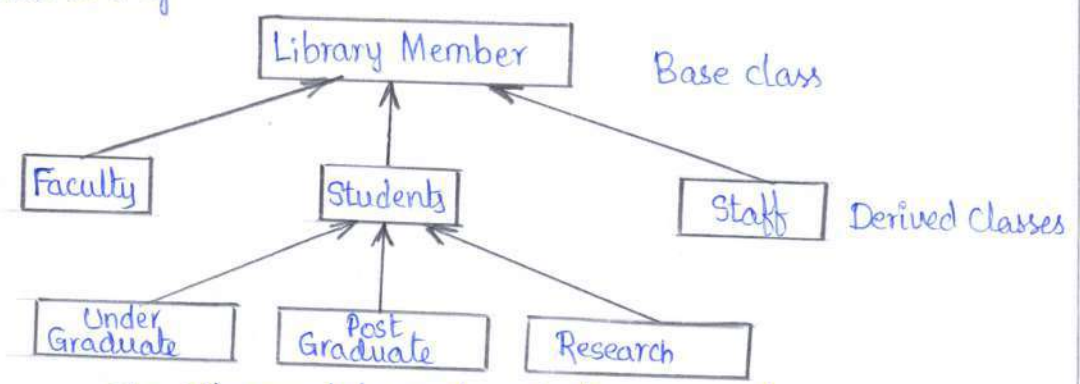 Library Member
Base class
Faculty
Students
Staff
Derived Classes
Under
Graduate
Post
Graduate
Research